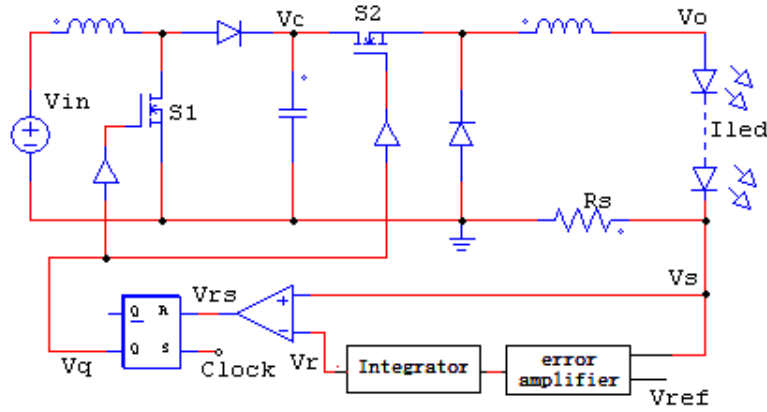 Vc
S2
Vo
Vin
S1
Iled
+
−
Rs
Vs
Vrs
+
−
Q R
Q S
Vq
Clock
Vr
Integrator
error
amplifier
Vref